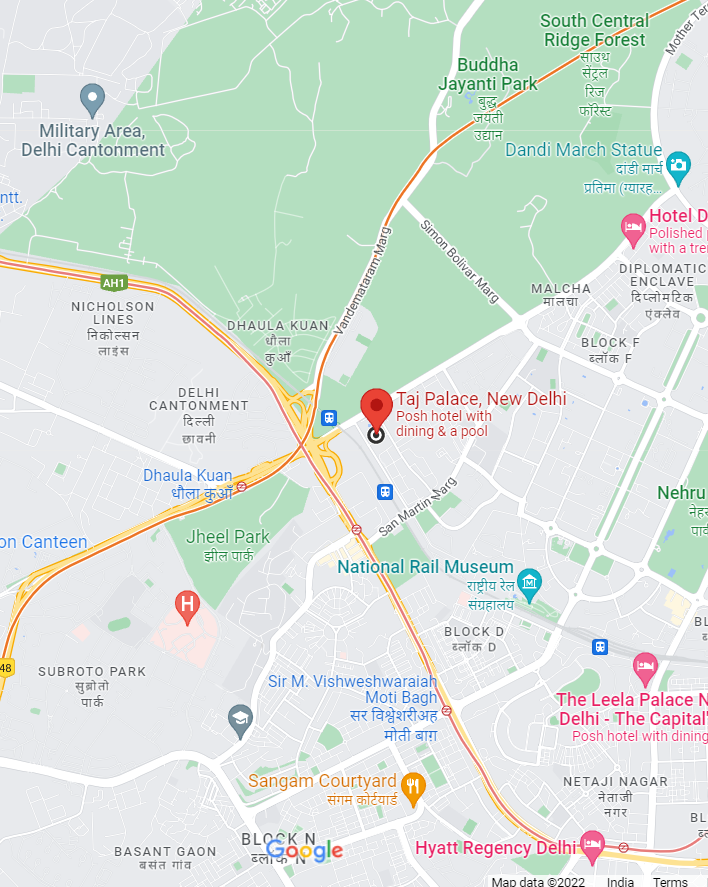 South Central
Ridge Forest
साउथ
सेंट्रल
रिज
फॉरेस्ट
Mother Ter
Buddha
Jayanti Park
बुद्ध
जयंती
उद्यान
Military Area,
Delhi Cantonment
Dandi March Statue
दांडी मार्च
प्रतिमा (ग्यारह...
ntt.
Simon Bolivar Marg
Hotel D
Polished
with a tre
Vandemataram Marg
DIPLOMATIC
ENCLAVE
डिप्लोमैटिक
एंक्लेव
AH1
MALCHA
मालचा
NICHOLSON
LINES
निकोल्सन
लाइंस
DHAULA KUAN
धौला
कुआँ
BLOCK F
ब्लॉक F
DELHI
CANTONMENT
दिल्ली
छावनी
Taj Palace, New Delhi
Posh hotel with
dining & a pool
Dhaula Kuan
धौला कुआँ
San Martin Marg
Nehru
नेहरू
पार्क
on Canteen
Jheel Park
झील पार्क
National Rail Museum
राष्ट्रीय रेल
संग्रहालय
H
BLOCK D
ब्लॉक D
BL
ब्लॉ
48
SUBROTO PARK
सुब्रोतो
पार्क
Sir M. Vishweshwaraiah
Moti Bagh
सर विश्वेशरीअह
मोती बाग़
The Leela Palace N
Delhi - The Capital'
Posh hotel with dining
Sangam Courtyard
संगम कोर्टयार्ड
NETAJI NAGAR
नेताजी
नगर
BLOCK N
ब्लॉक N
Google
BASANT GAON
बसंत गांव
BL
ब्लॉ
Hyatt Regency Delhi
Map data ©2022 India Terms